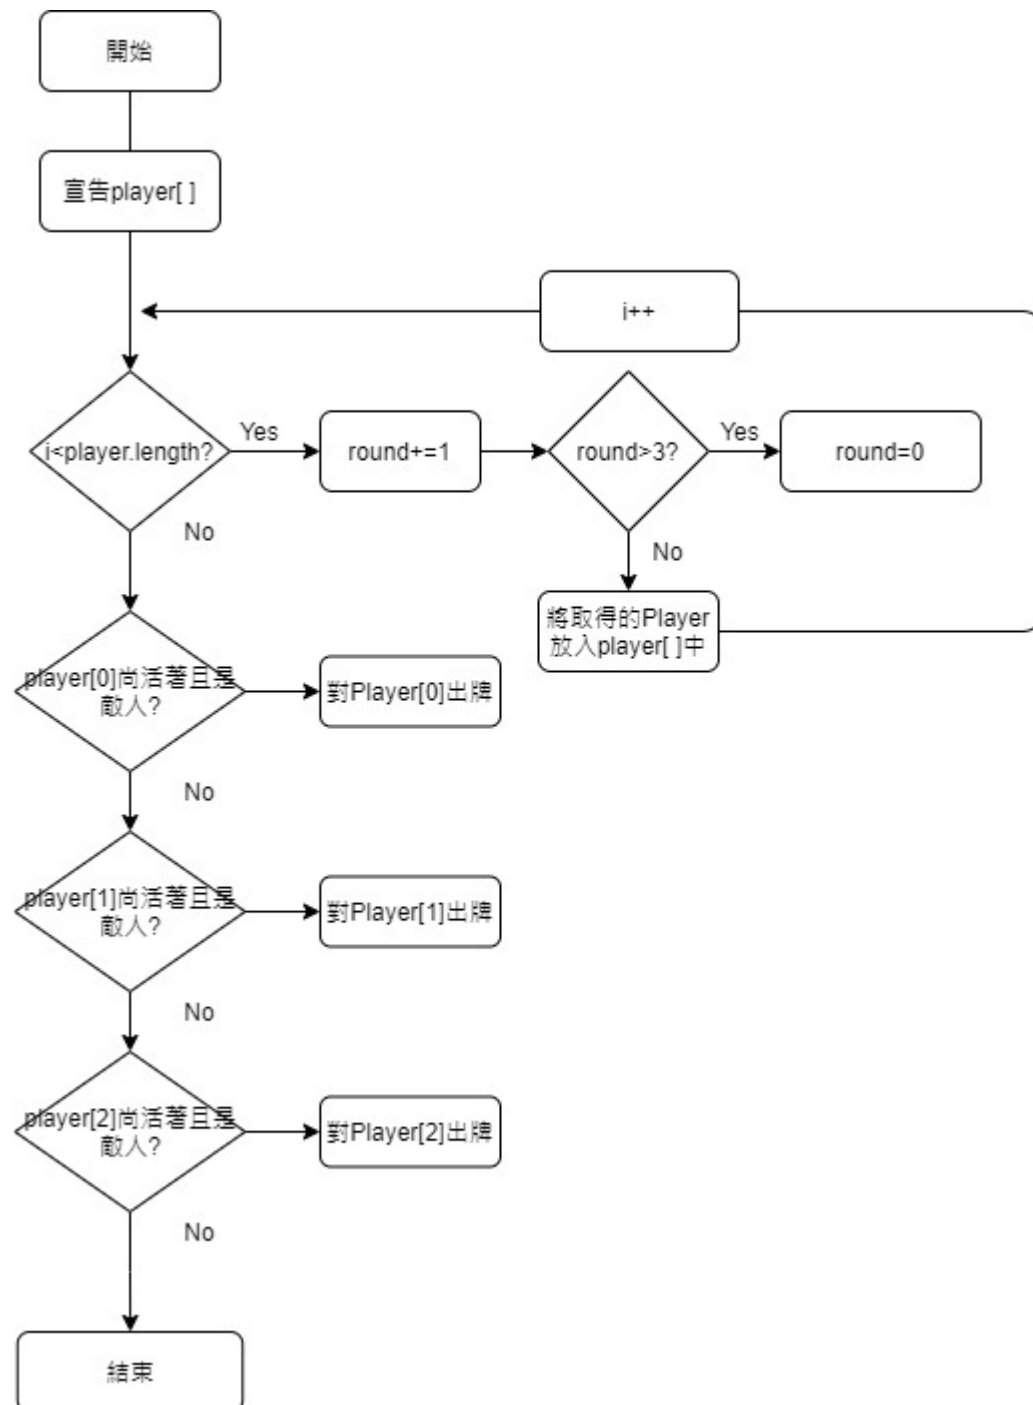 開始
宣告player[ ]
i++
i<player.length?
Yes
round+=1
round>3?
Yes
round=0
No
No
將取得的Player
放入player[ ]中
player[0]尚活著且是
敵人?
對Player[0]出牌
No
player[1]尚活著且是
敵人?
對Player[1]出牌
No
player[2]尚活著且是
敵人?
對Player[2]出牌
No
結束